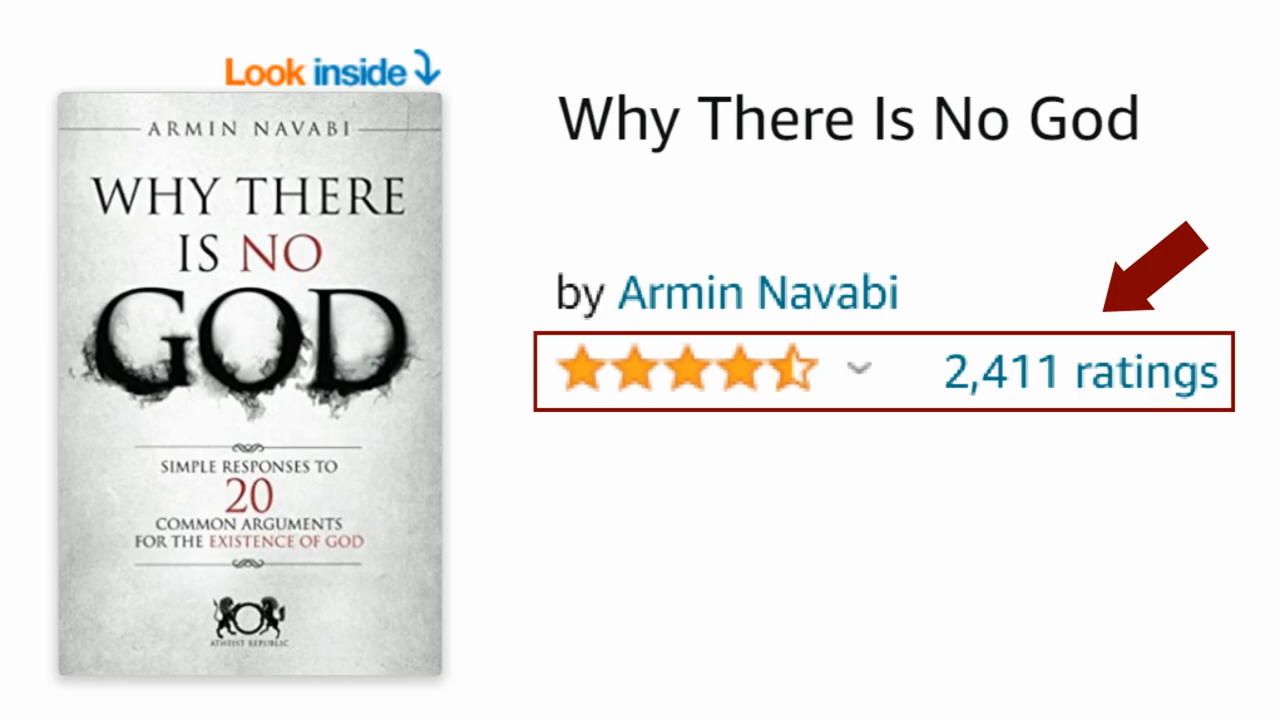 Look inside
ARMIN NAVABI
WHY THERE
IS NO
GOD
SIMPLE RESPONSES TO
20
COMMON ARGUMENTS
FOR THE EXISTENCE OF GOD
ATHEIST REPUBLIC
Why There Is No God
by Armin Navabi
2,411 ratings